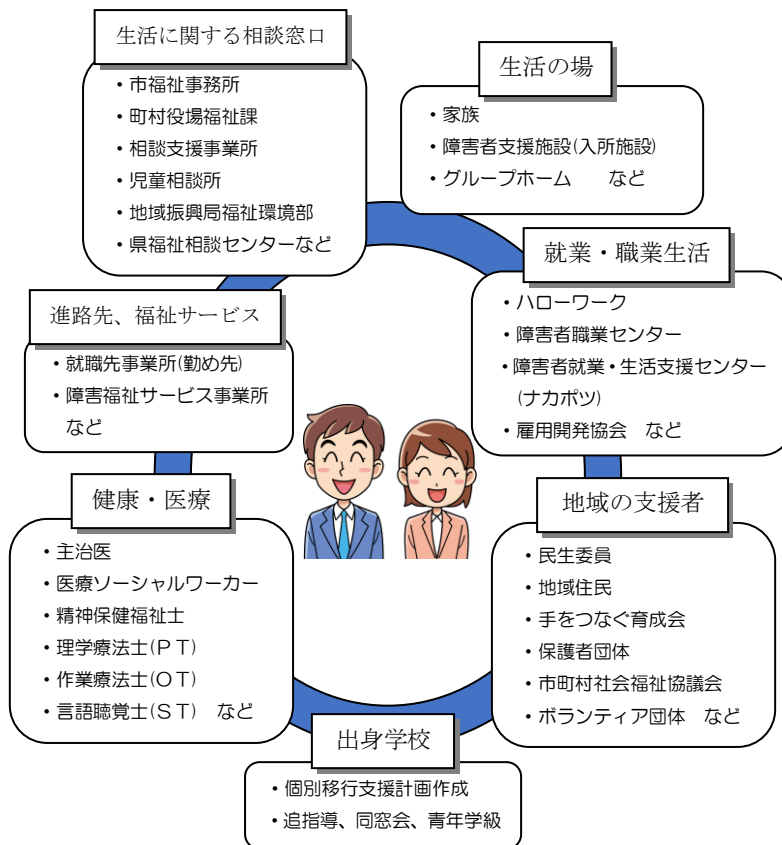 生活に関する相談窓口
・市福祉事務所
・町村役場福祉課
・相談支援事業所
・児童相談所
・地域振興局福祉環境部
・県福祉相談センターなど
生活の場
・家族
・障害者支援施設(入所施設)
・グループホーム　など
就業・職業生活
・ハローワーク
・障害者職業センター
・障害者就業・生活支援センター
(ナカポツ)
・雇用開発協会　など
進路先、福祉サービス
・就職先事業所(勤め先)
・障害福祉サービス事業所
など
健康・医療
・主治医
・医療ソーシャルワーカー
・精神保健福祉士
・理学療法士(ＰＴ)
・作業療法士(ＯＴ)
・言語聴覚士(ＳＴ)　など
地域の支援者
・民生委員
・地域住民
・手をつなぐ育成会
・保護者団体
・市町村社会福祉協議会
・ボランティア団体　など
出身学校
・個別移行支援計画作成
・追指導、同窓会、青年学級